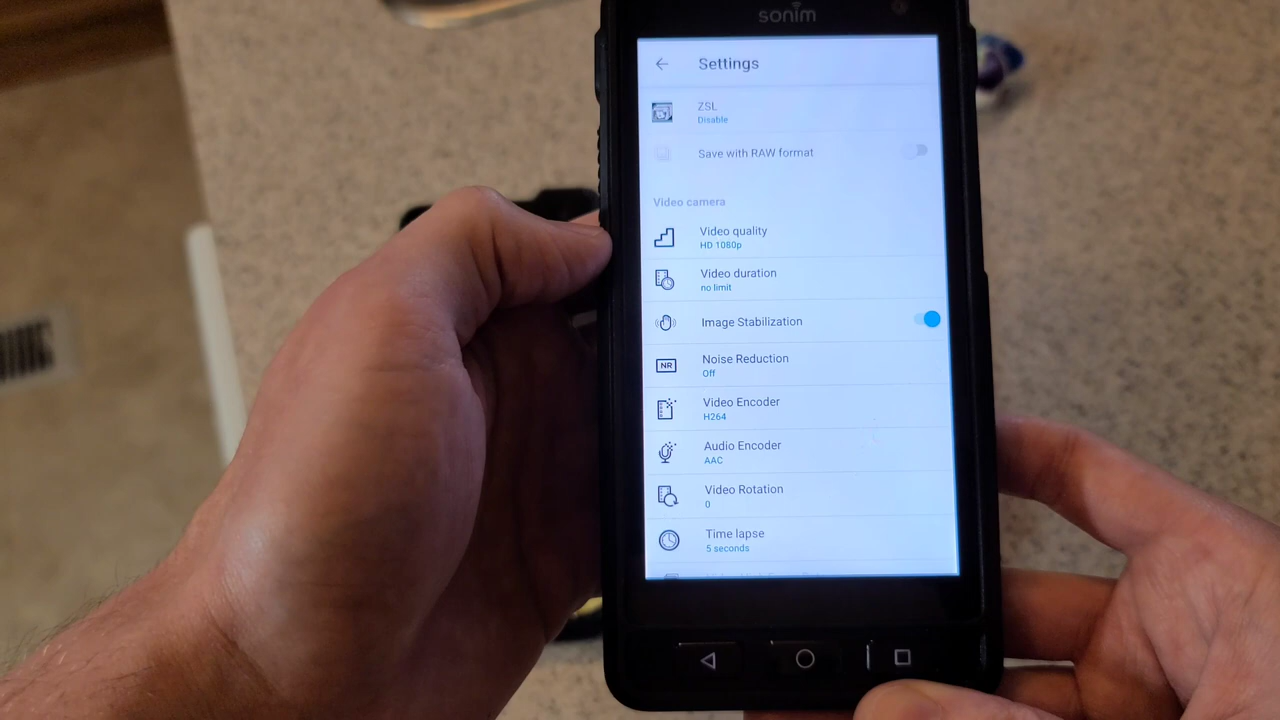 sonim
Settings
ZSL
Disable
Save with RAW format
Video camera
Video quality
HD 1080p
Video duration
no limit
Image Stabilization
NR
Noise Reduction
Off
Video Encoder
H264
Audio Encoder
AAC
Video Rotation
0
Time lapse
5 seconds